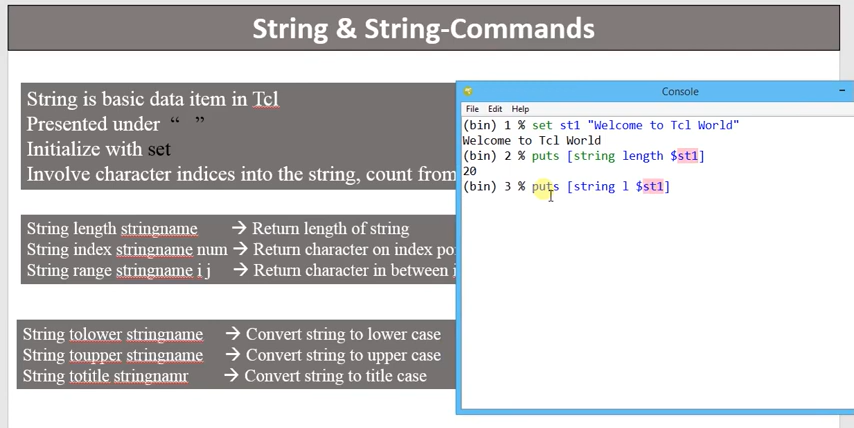 String & String-Commands
String is basic data item in Tcl
Presented under “ ”
Initialize with set
Involve character indices into the string, count from
String length stringname → Return length of string
String index stringname num → Return character on index po
String range stringname i j → Return character in between i
String tolower stringname → Convert string to lower case
String toupper stringname → Convert string to upper case
String totitle stringnamr → Convert string to title case
Console
File Edit Help
(bin) 1 % set st1 "Welcome to Tcl World"
Welcome to Tcl World
(bin) 2 % puts [string length $st1]
20
(bin) 3 % puts [string l $st1]